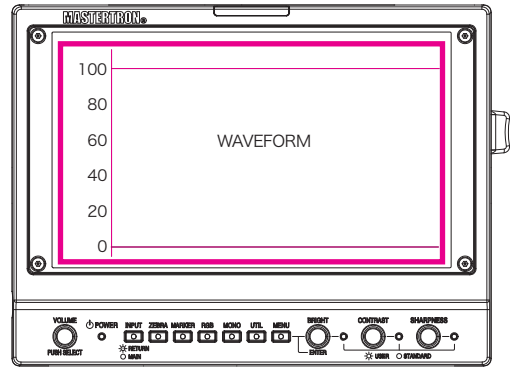 MASTERTRON®
100
80
60
WAVEFORM
40
20
0
VOLUME
PUSH SELECT
POWER
INPUT
ZEBRA
MARKER
RGB
MONO
UTIL
MENU
RETURN
MAIN
BRIGHT
ENTER
CONTRAST
SHARPNESS
USER
STANDARD